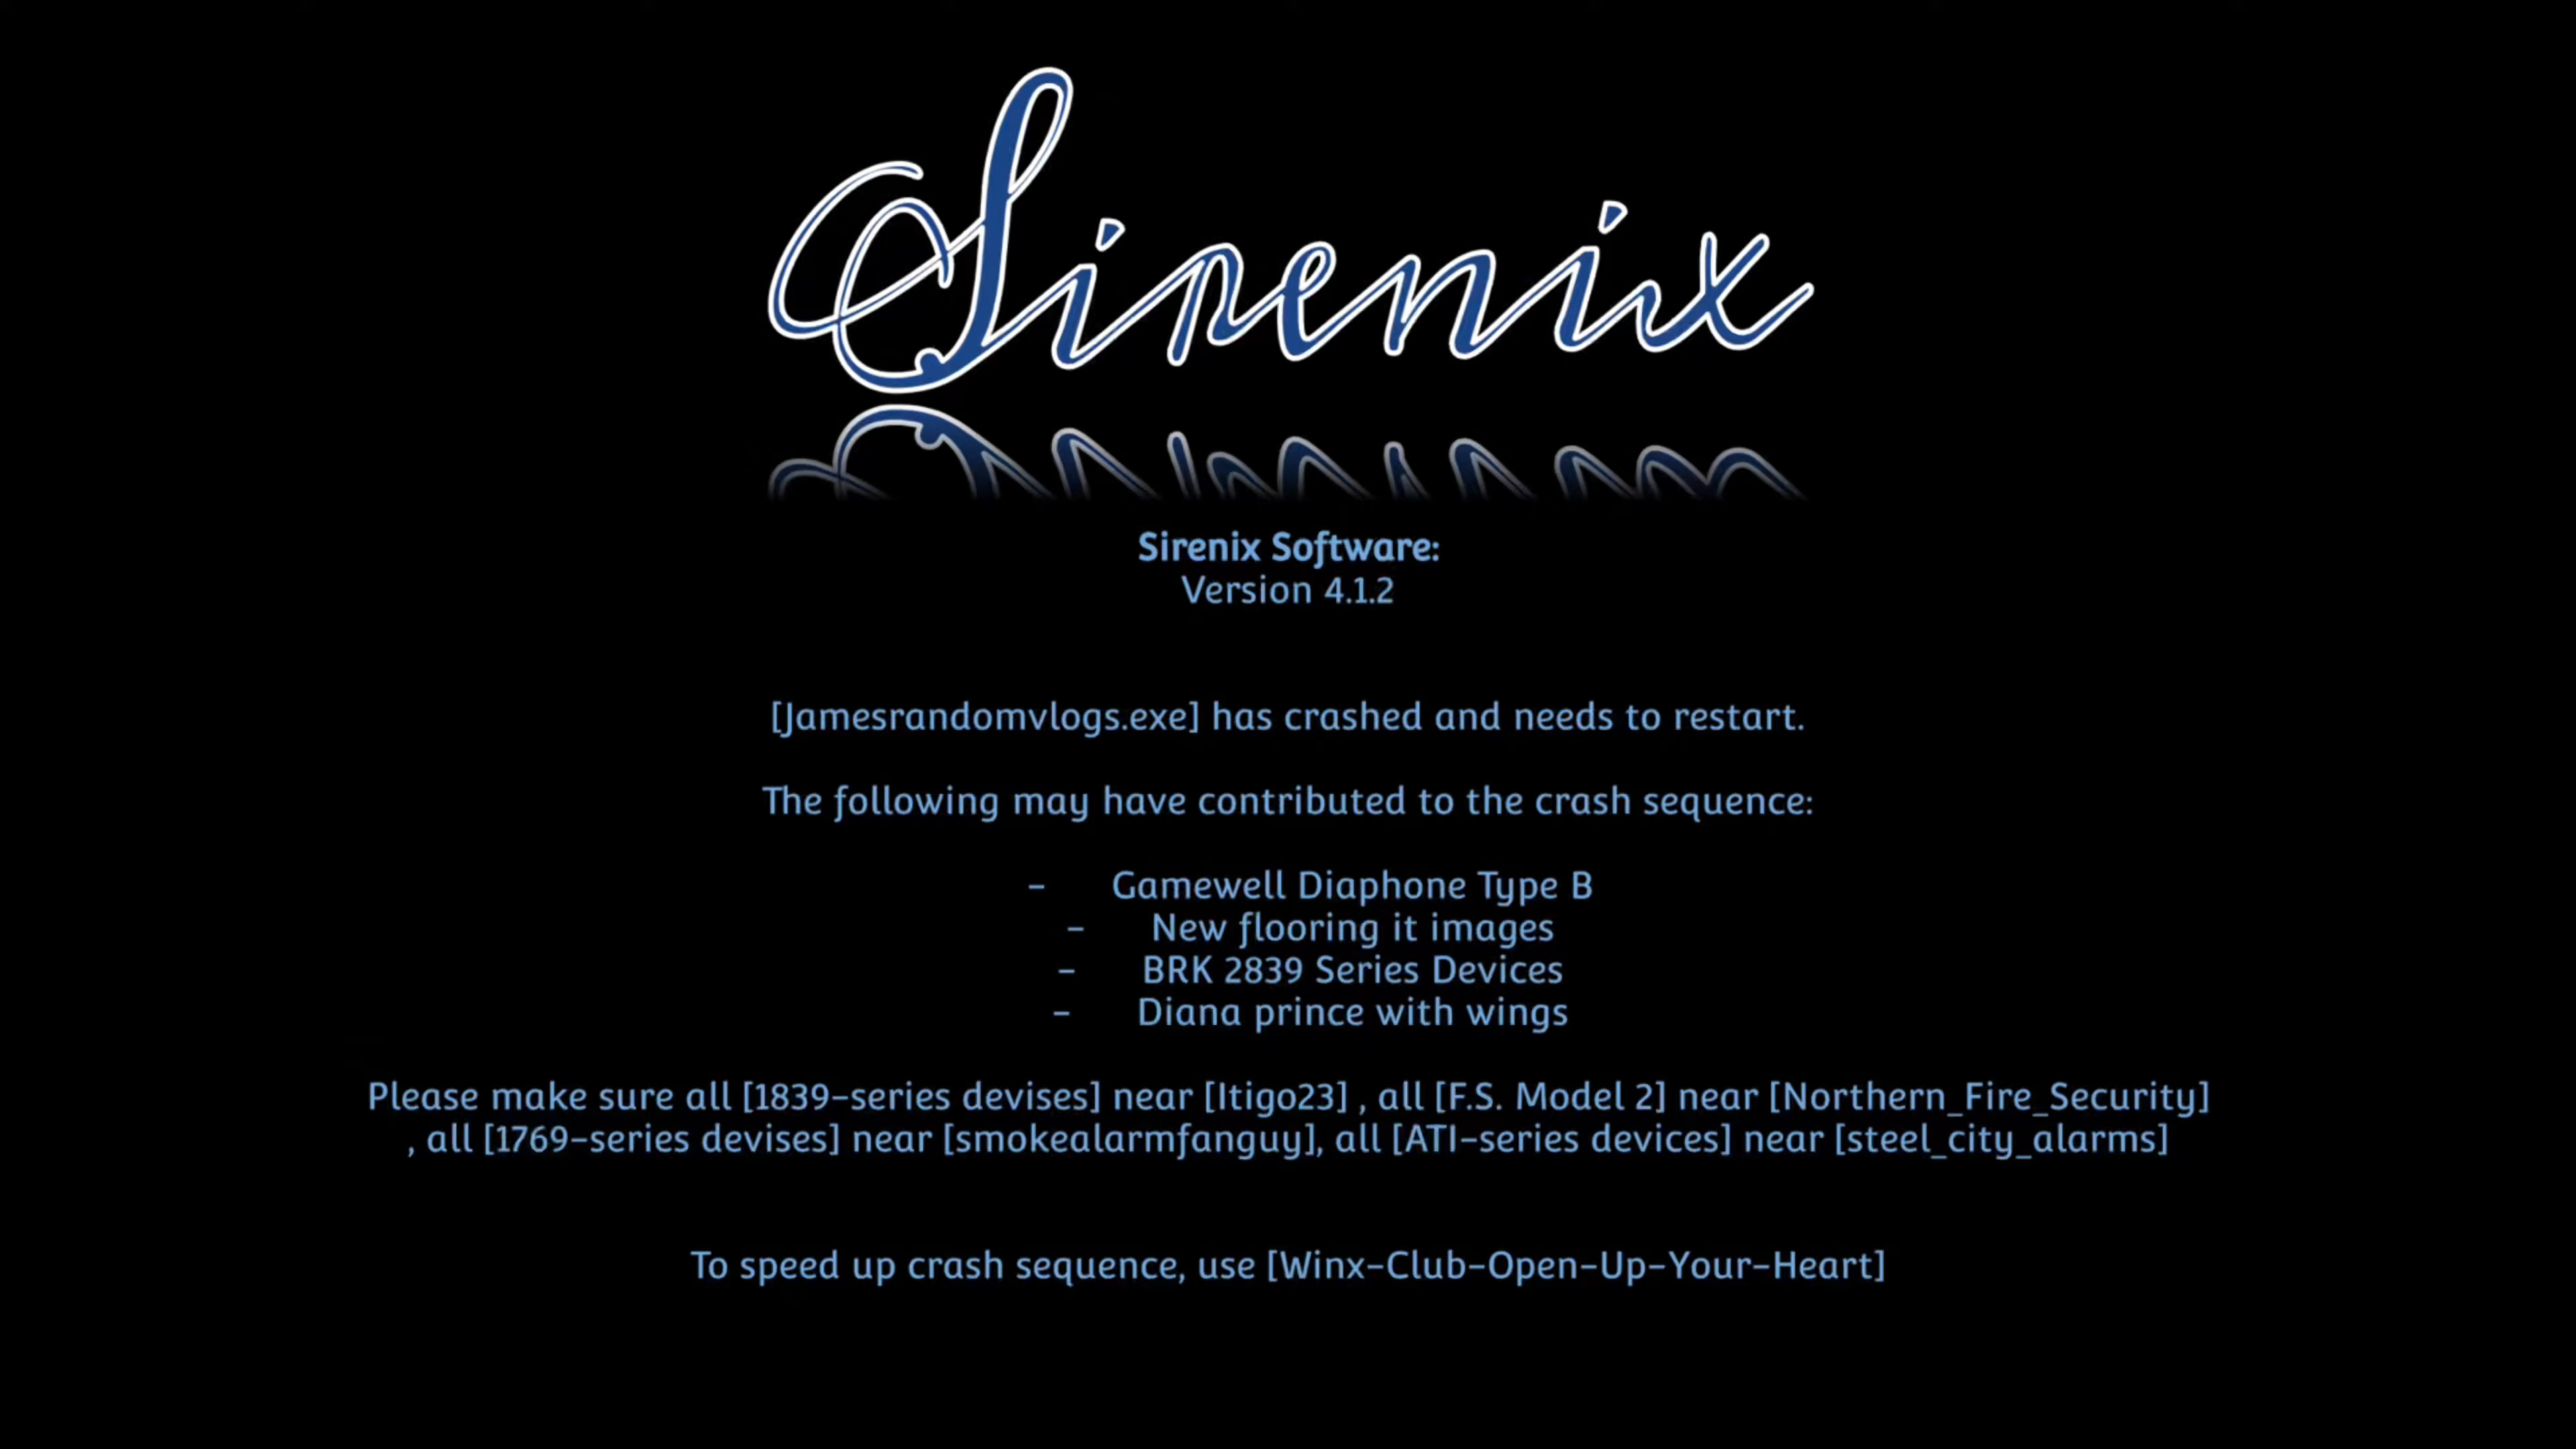 Sirenix
Sirenix Software:
Version 4.1.2
[Jamesrandomvlogs.exe] has crashed and needs to restart.
The following may have contributed to the crash sequence:
- Gamewell Diaphone Type B
- New flooring it images
- BRK 2839 Series Devices
- Diana prince with wings
Please make sure all [1839-series devises] near [Itigo23] , all [F.S. Model 2] near [Northern_Fire_Security]
, all [1769-series devises] near [smokealarmfanguy], all [ATI-series devices] near [steel_city_alarms]
To speed up crash sequence, use [Winx-Club-Open-Up-Your-Heart]